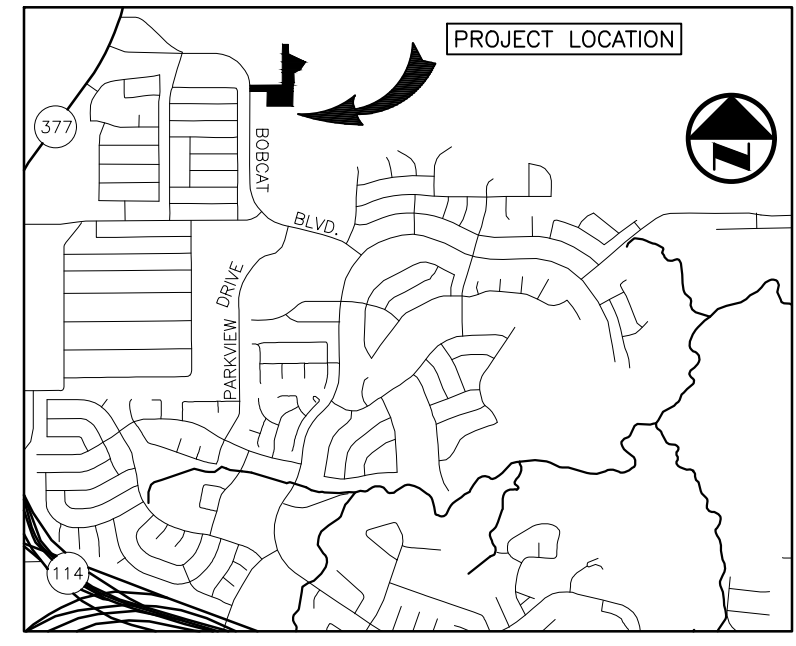 PROJECT LOCATION
377
BOBCAT
BLVD.
N
PARKVIEW DRIVE
114